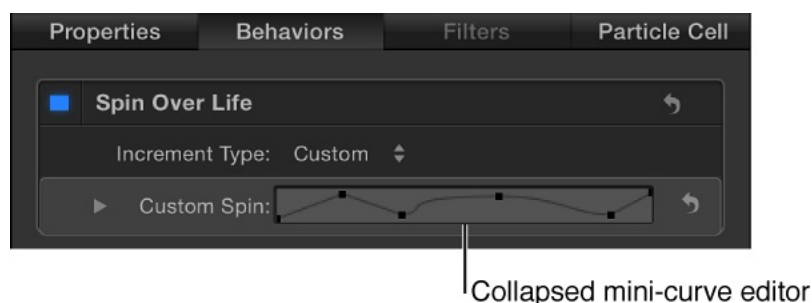 Properties Behaviors Filters Particle Cell
Spin Over Life
Increment Type: Custom
Custom Spin:
Collapsed mini-curve editor